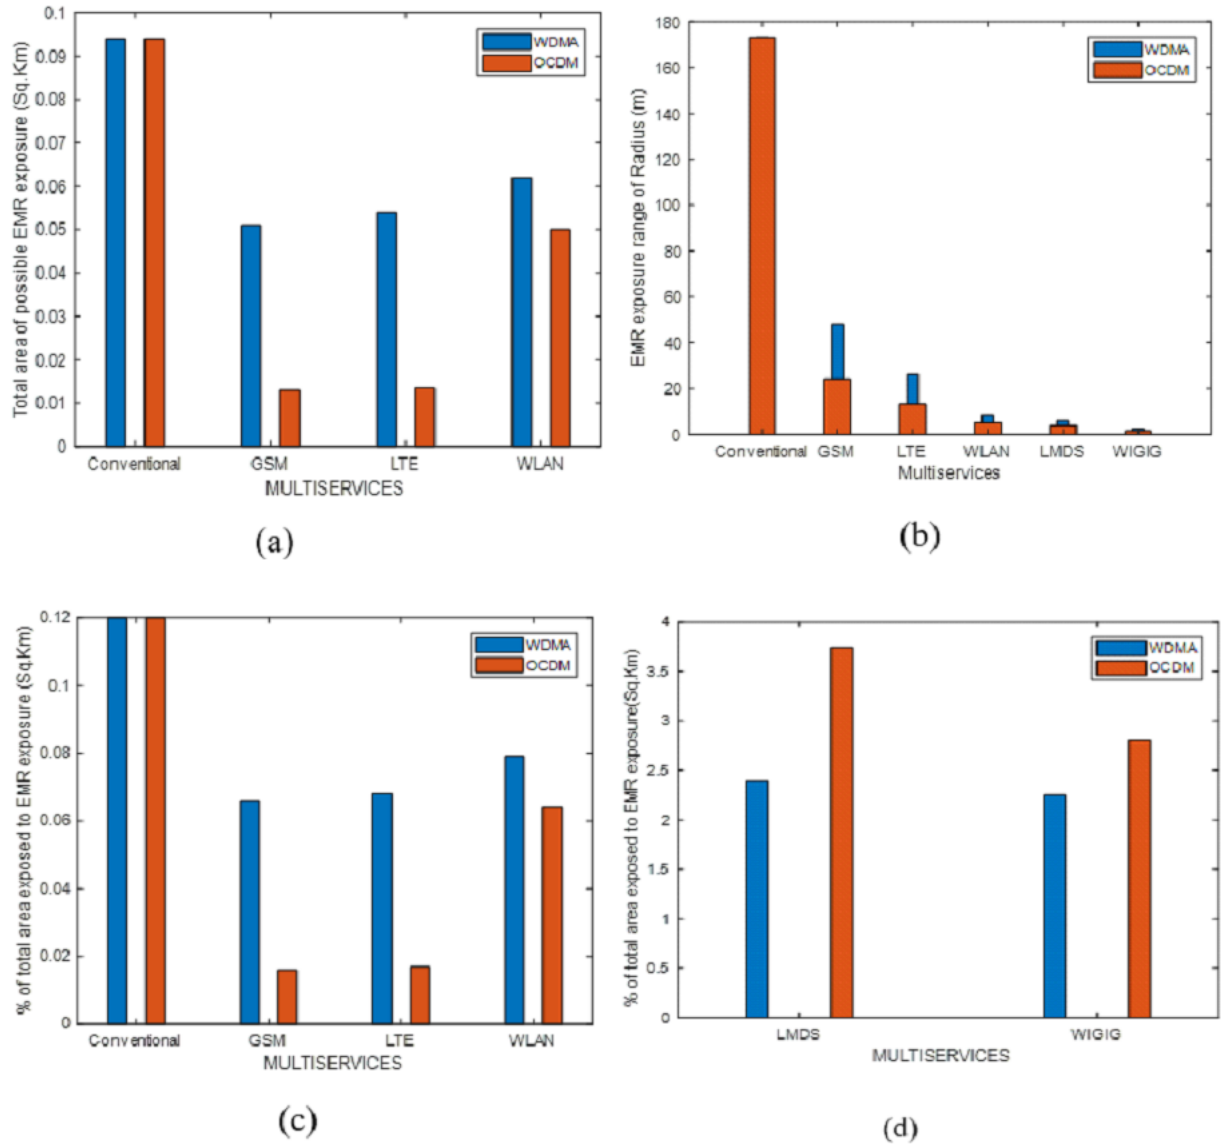 Total area of possible EMR exposure (Sq.Km)
0.1
0.09
0.08
0.07
0.06
0.05
0.04
0.03
0.02
0.01
0
WDMA
OCDM
Conventional GSM LTE WLAN
MULTISERVICES
(a)
EMR exposure range of Radius (m)
180
160
140
120
100
80
60
40
20
0
WDMA
OCDM
Conventional GSM LTE WLAN LMDS WIGIG
Multiservices
(b)
% of total area exposed to EMR exposure (Sq.Km)
0.12
0.1
0.08
0.06
0.04
0.02
0
WDMA
OCDM
Conventional GSM LTE WLAN
MULTISERVICES
(c)
% of total area exposed to EMR exposure(Sq.Km)
4
3.5
3
2.5
2
1.5
1
0.5
0
WDMA
OCDM
LMDS WIGIG
MULTISERVICES
(d)